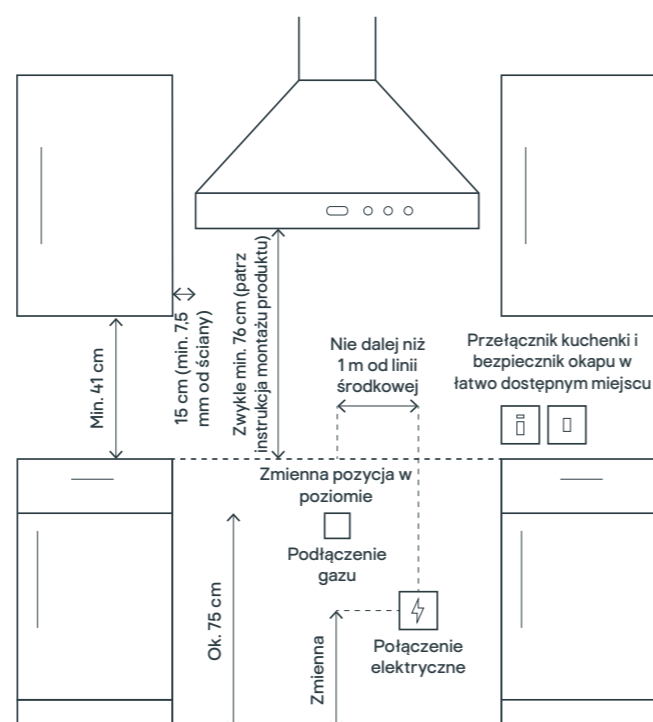 Min. 41 cm
15 cm (min. 7,5
mm od ściany)
Zwykle min. 76 cm (patrz
instrukcja montażu produktu)
Nie dalej niż
1 m od linii
środkowej
Przełącznik kuchenki i
bezpiecznik okapu w
łatwo dostępnym miejscu
Zmienna pozycja w
poziomie
Podłączenie
gazu
Ok. 75 cm
Zmienna
Połączenie
elektryczne